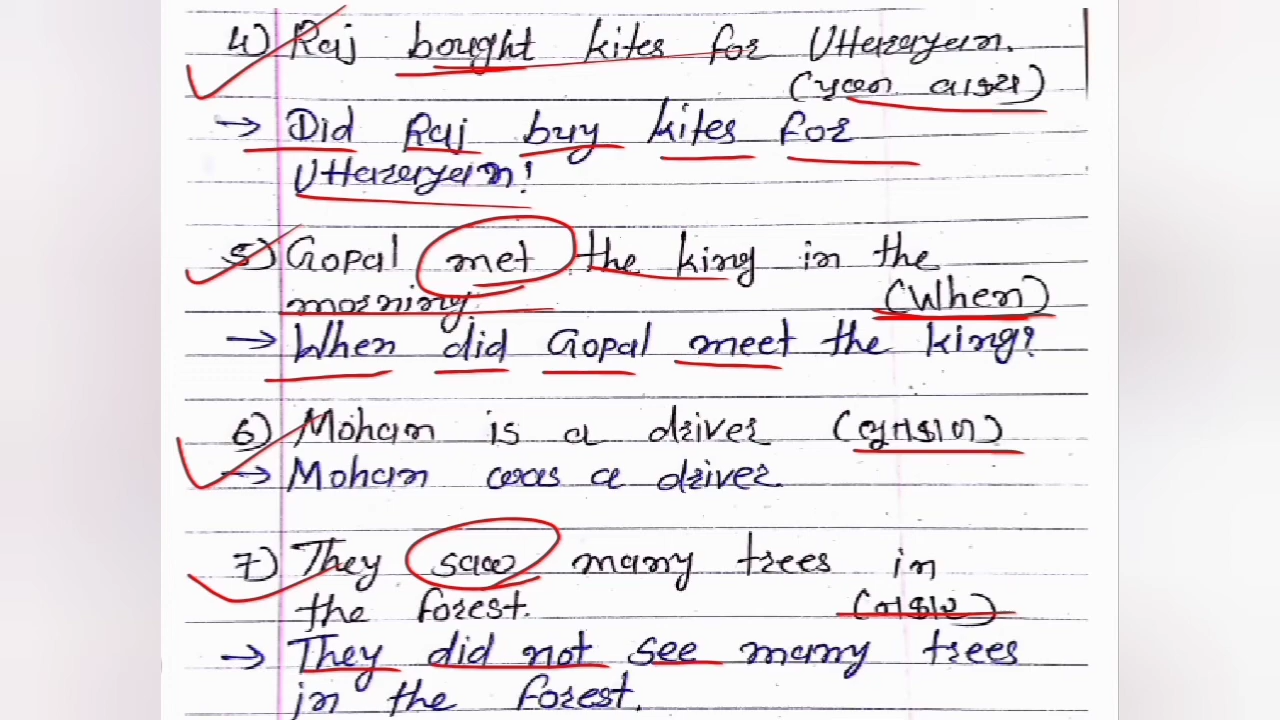 4) Raj bought kites for Uttarayan.
(પ્રશ્ન વાક્ય)
→ Did Raj buy kites for
Uttarayan?
5) Gopal met the king in the
morning (When)
→ When did Gopal meet the king?
6) Mohan is a driver (ભૂતકાળ)
→ Mohan was a driver.
7) They saw many trees in
the forest. (નકાર)
→ They did not see many trees
in the forest.